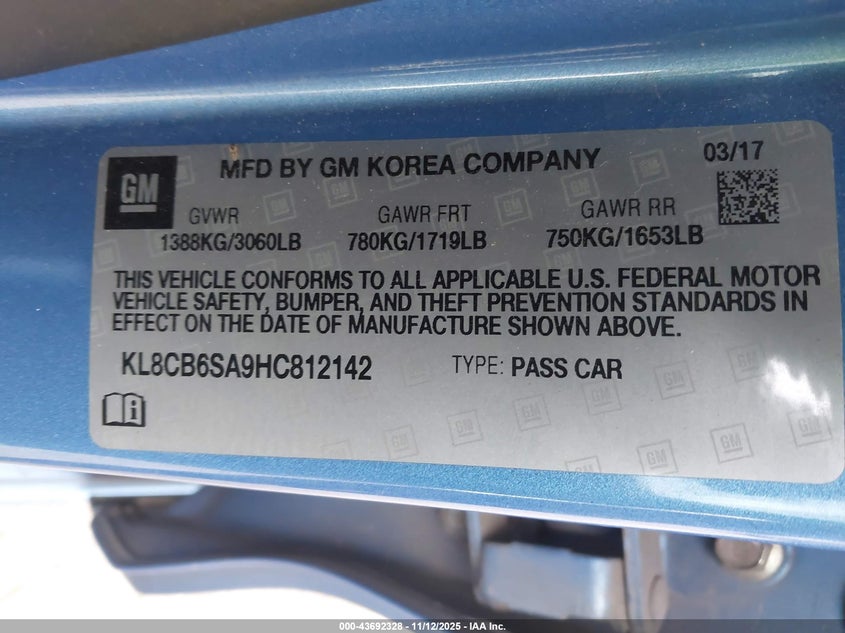 GM
MFD BY GM KOREA COMPANY 03/17
GVWR GAWR FRT GAWR RR
1388KG/3060LB 780KG/1719LB 750KG/1653LB
THIS VEHICLE CONFORMS TO ALL APPLICABLE U.S. FEDERAL MOTOR
VEHICLE SAFETY, BUMPER, AND THEFT PREVENTION STANDARDS IN
EFFECT ON THE DATE OF MANUFACTURE SHOWN ABOVE.
KL8CB6SA9HC812142 TYPE: PASS CAR
000-43692328 - 11/12/2025 - IAA Inc.